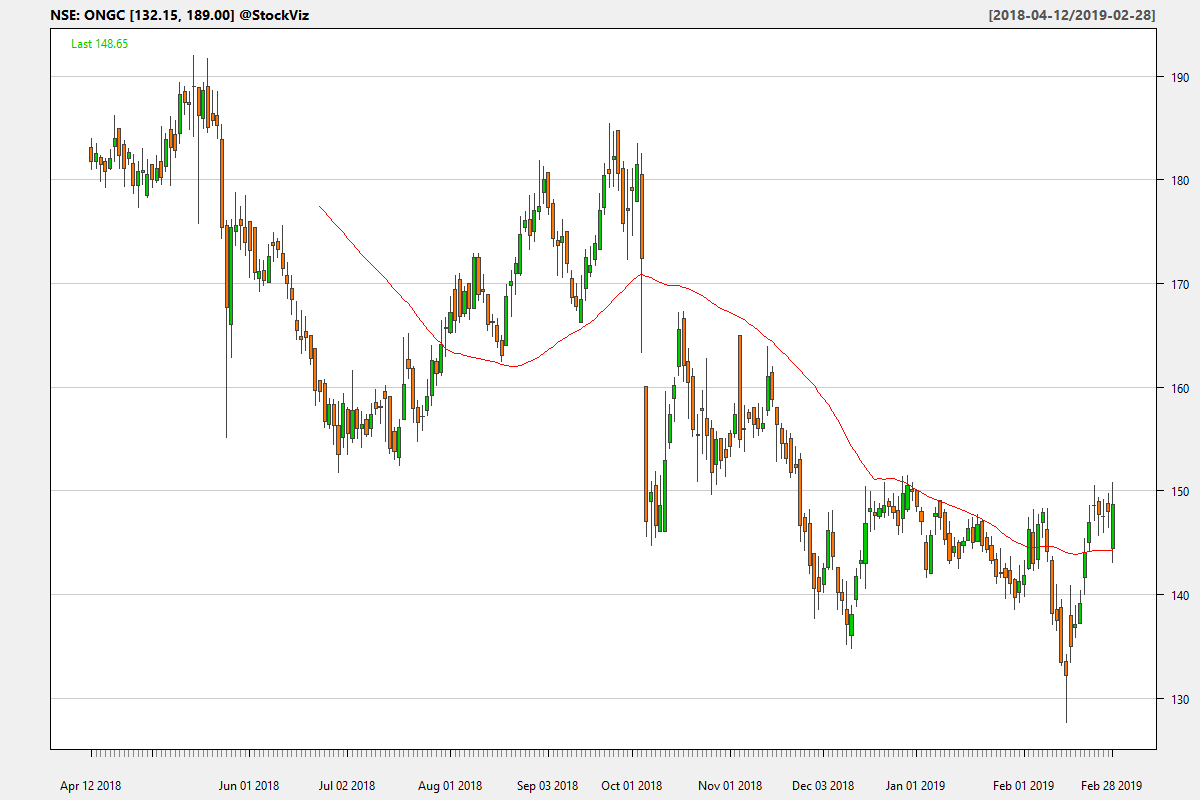 NSE: ONGC [132.15, 189.00] @StockViz [2018-04-12/2019-02-28]
Last 148.65
190
180
170
160
150
140
130
Apr 12 2018 Jun 01 2018 Jul 02 2018 Aug 01 2018 Sep 03 2018 Oct 01 2018 Nov 01 2018 Dec 03 2018 Jan 01 2019 Feb 01 2019 Feb 28 2019